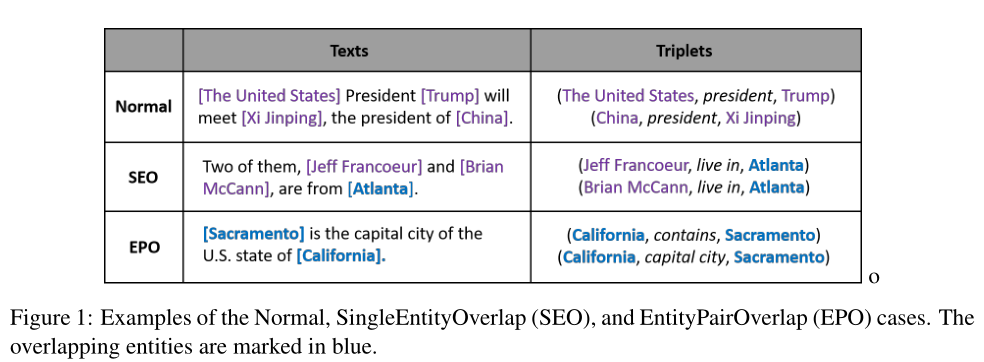 Texts Triplets
Normal [The United States] President [Trump] will (The United States, president, Trump)
meet [Xi Jinping], the president of [China]. (China, president, Xi Jinping)
SEO Two of them, [Jeff Francoeur] and [Brian (Jeff Francoeur, live in, Atlanta)
McCann], are from [Atlanta]. (Brian McCann, live in, Atlanta)
EPO [Sacramento] is the capital city of the (California, contains, Sacramento)
U.S. state of [California]. (California, capital city, Sacramento)
o
Figure 1: Examples of the Normal, SingleEntityOverlap (SEO), and EntityPairOverlap (EPO) cases. The
overlapping entities are marked in blue.